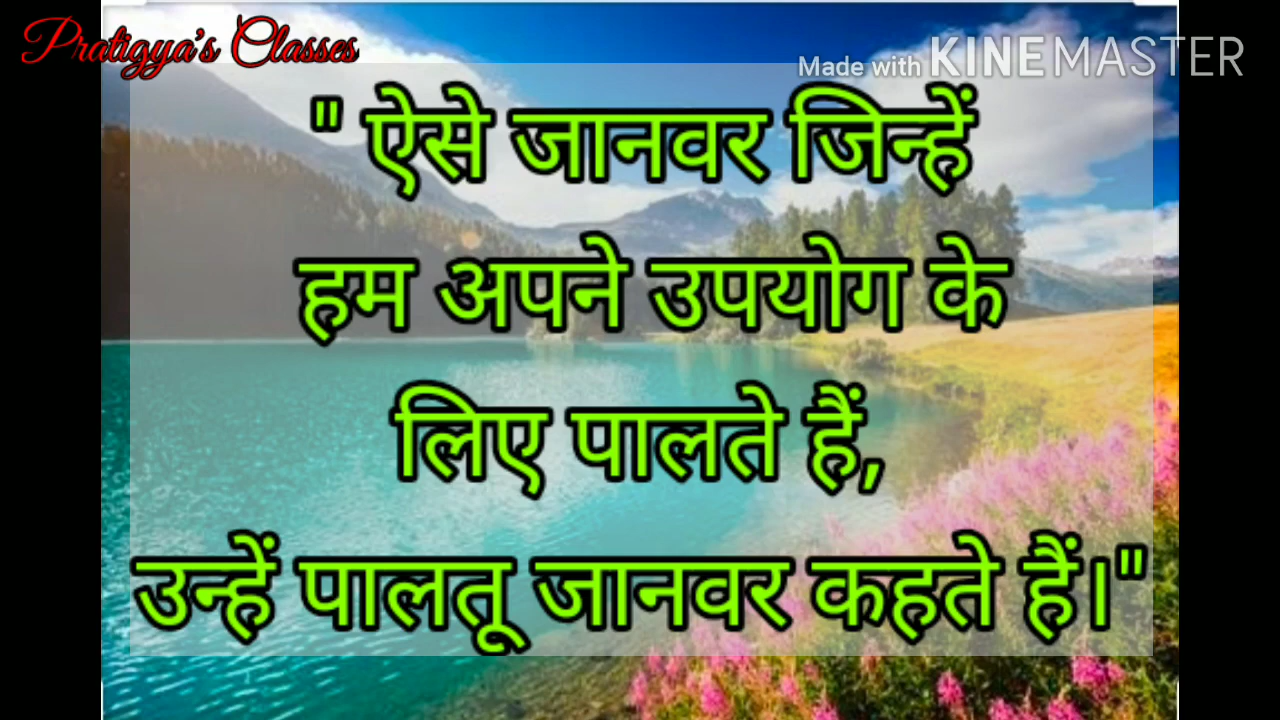 Pratigya's Classes
Made with KINEMASTER
" ऐसे जानवर जिन्हें
हम अपने उपयोग के
लिए पालते हैं,
उन्हें पालतू जानवर कहते हैं।"